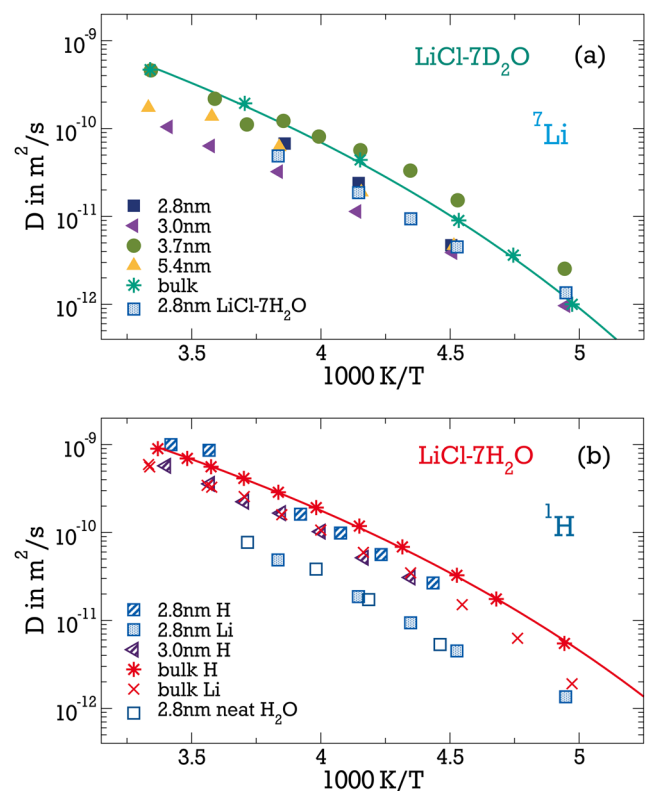 10⁻⁹
LiCl-7D₂O
(a)
10⁻¹⁰
⁷Li
D in m²/s
10⁻¹¹
2.8nm
3.0nm
3.7nm
5.4nm
bulk
2.8nm LiCl-7H₂O
10⁻¹²
3.5
4
4.5
5
1000 K/T
10⁻⁹
LiCl-7H₂O
(b)
10⁻¹⁰
¹H
D in m²/s
10⁻¹¹
2.8nm H
2.8nm Li
3.0nm H
bulk H
bulk Li
2.8nm neat H₂O
10⁻¹²
3.5
4
4.5
5
1000 K/T